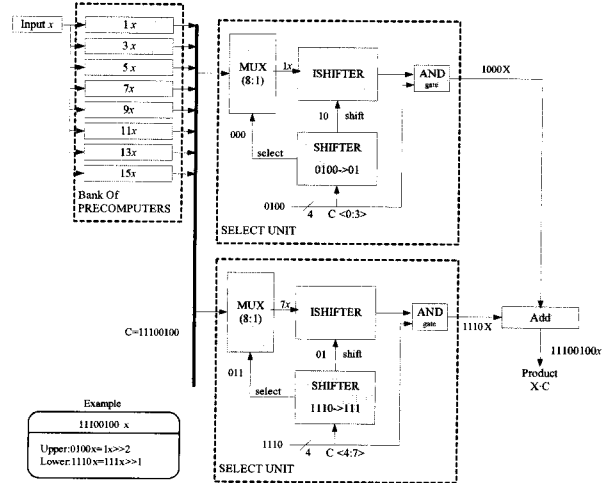 Input x
1x
3x
5x
7x
9x
11x
13x
15x
Bank Of
PRECOMPUTERS
MUX
(8:1)
1x
ISHIFTER
AND
gate
1000X
10
shift
000
select
SHIFTER
0100->01
0100
4
C <0:3>
SELECT UNIT
MUX
(8:1)
7x
ISHIFTER
AND
gate
1110X
Add
C=11100100
01
shift
011
select
SHIFTER
1110->111
11100100x
Product
X·C
1110
4
C <4:7>
SELECT UNIT
Example
11100100 x
Upper:0100x=1x>>2
Lower:1110x=111x>>1